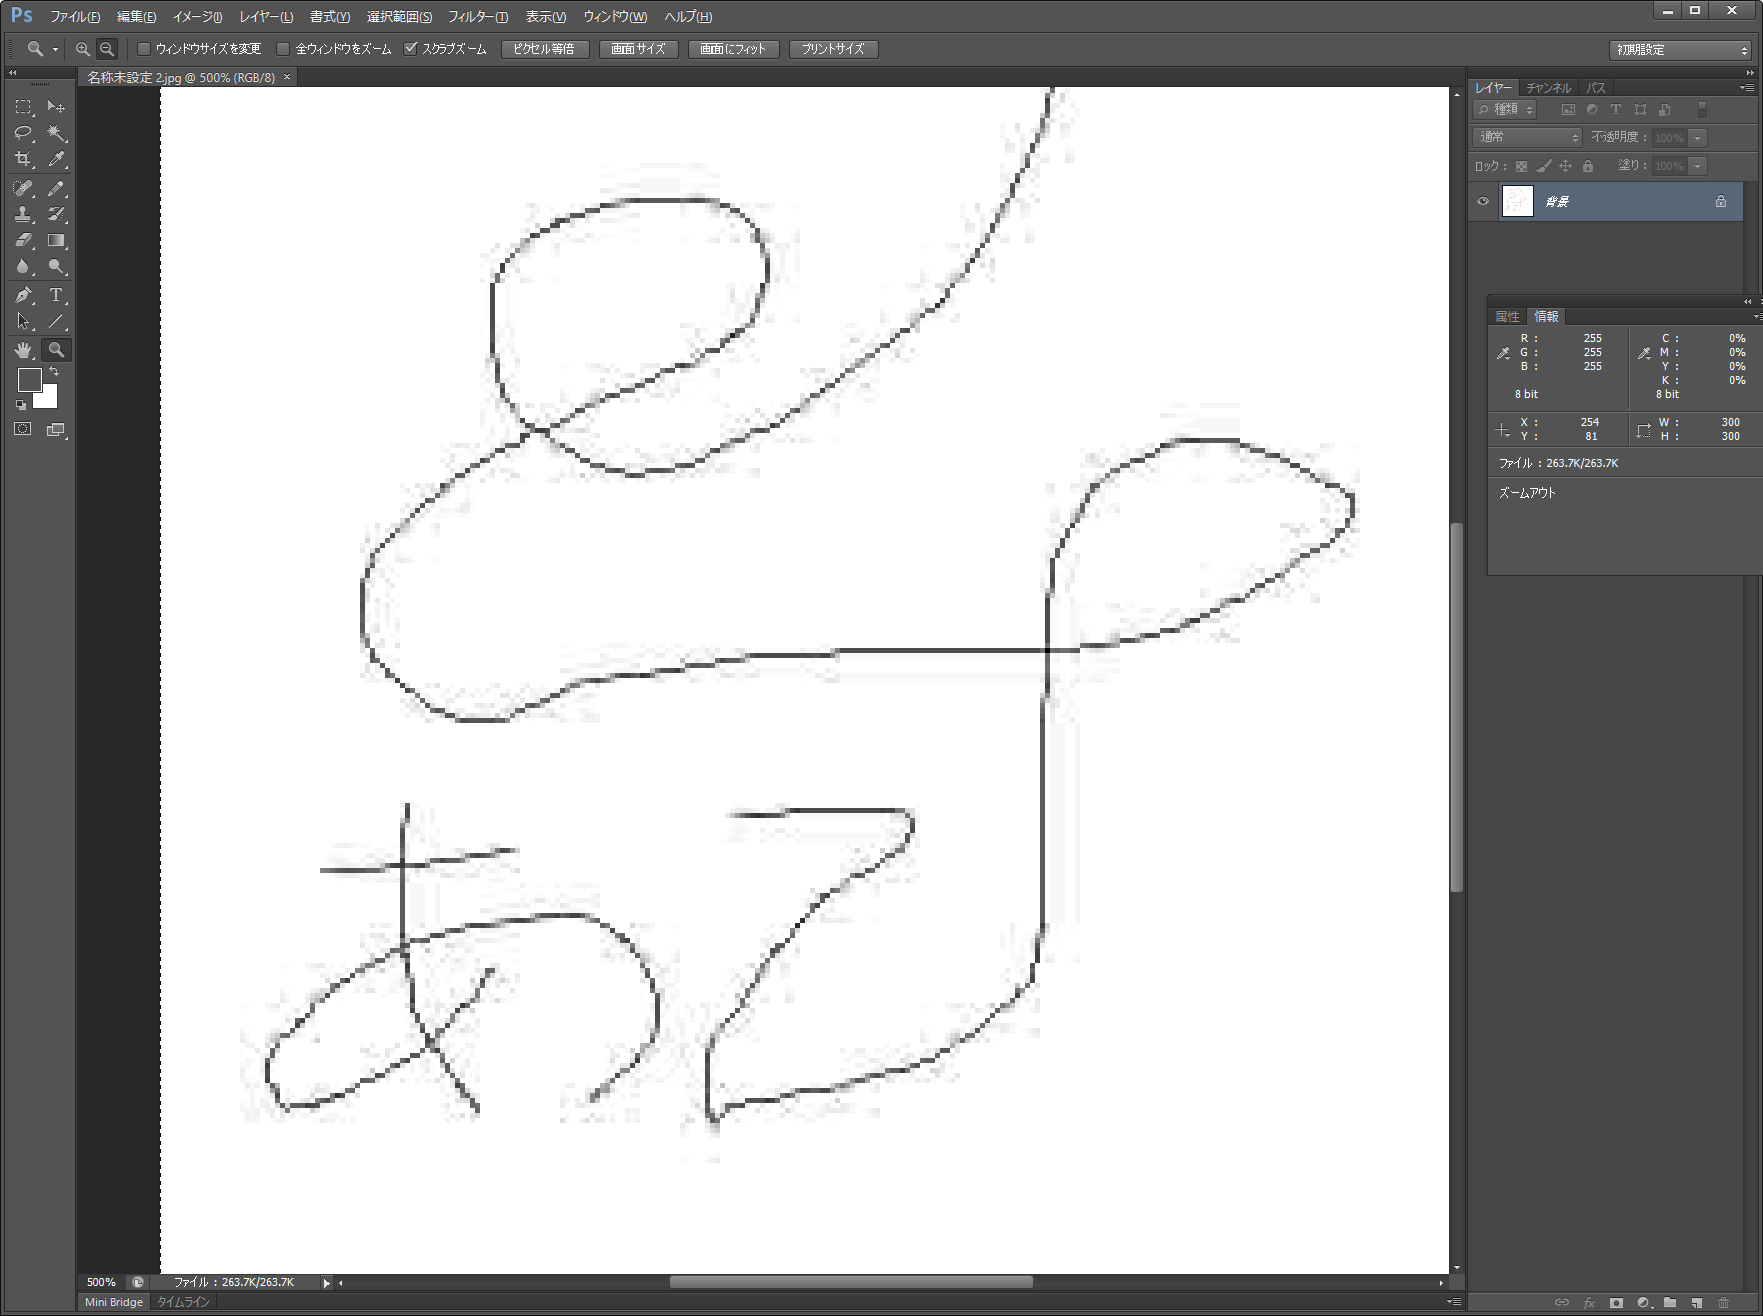 Ps ファイル(F) 編集(E) イメージ(I) レイヤー(L) 書式(Y) 選択範囲(S) フィルター(T) 表示(V) ウィンドウ(W) ヘルプ(H)
ウィンドウサイズを変更 全ウィンドウをズーム スクラブズーム ピクセル等倍 画面サイズ 画面にフィット プリントサイズ 初期設定
名称未設定 2.jpg @ 500% (RGB/8) ×
レイヤー チャンネル パス
種類
通常 不透明度 : 100%
ロック : 塗り : 100%
背景
属性 情報
R : 255 C : 0%
G : 255 M : 0%
B : 255 Y : 0%
K : 0%
8 bit 8 bit
X : 254 W : 300
Y : 81 H : 300
ファイル : 263.7K/263.7K
ズームアウト
あ
500% ファイル : 263.7K/263.7K
Mini Bridge タイムライン